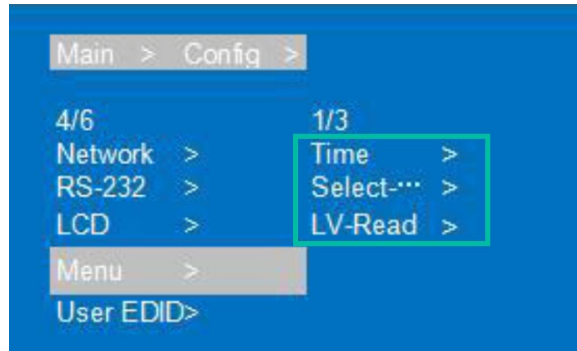 Main > Config >
4/6
Network >
RS-232 >
LCD >
Menu >
User EDID>
1/3
Time >
Select-··· >
LV-Read >